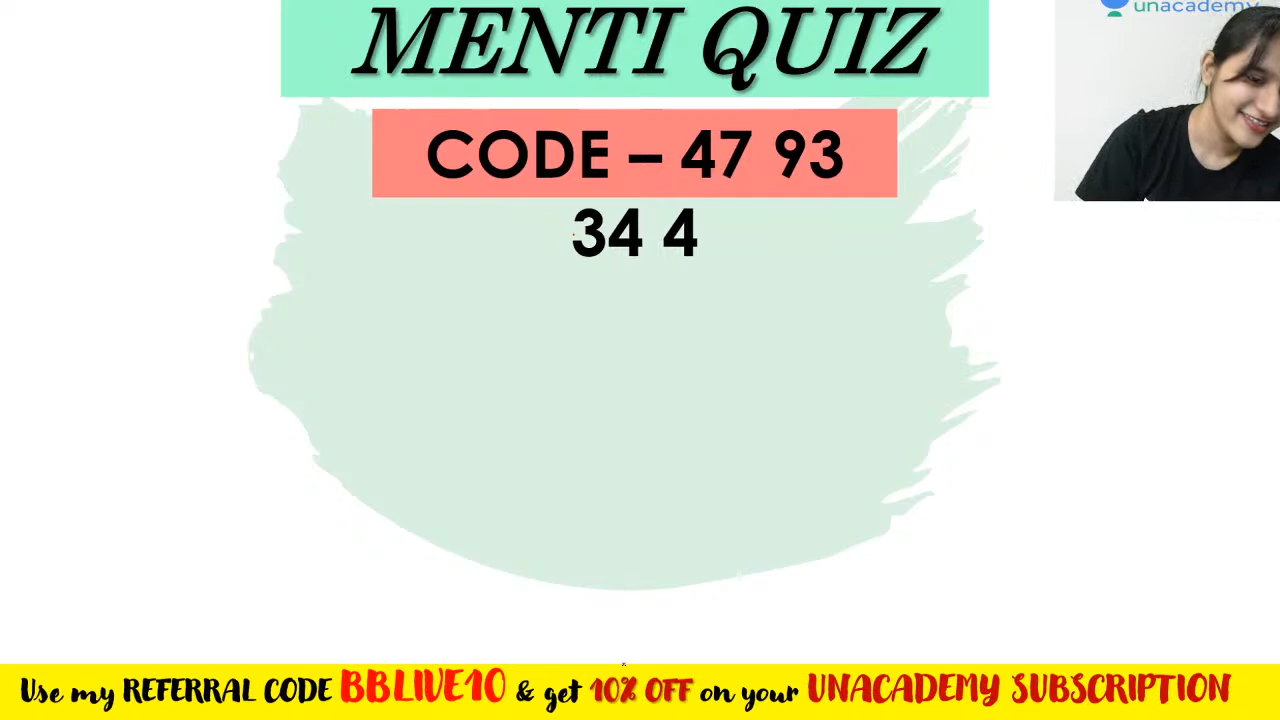 unacademy
MENTI QUIZ
CODE – 47 93
34 4
Use my REFERRAL CODE BBLIVE10 & get 10% OFF on your UNACADEMY SUBSCRIPTION